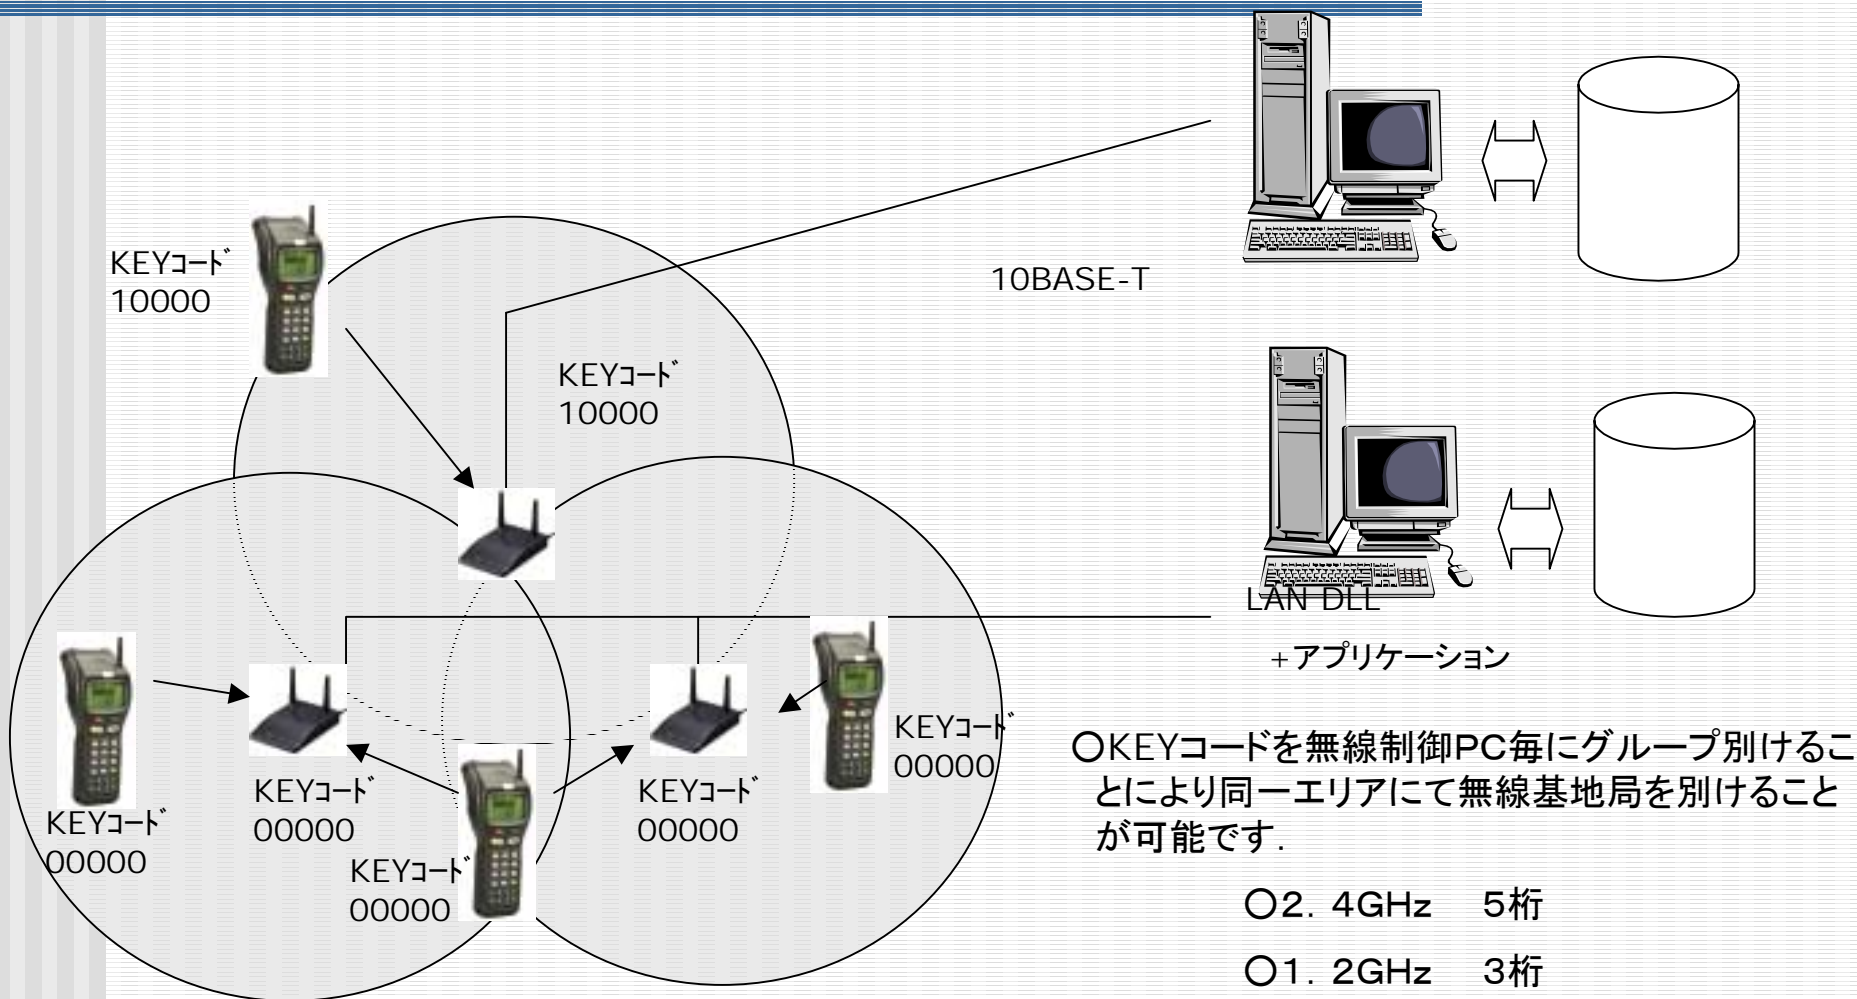 KEYｺｰﾄﾞ
10000
10BASE-T
KEYｺｰﾄﾞ
10000
LAN DLL
+アプリケーション
KEYｺｰﾄﾞ
00000
KEYｺｰﾄﾞ
00000
KEYｺｰﾄﾞ
00000
KEYｺｰﾄﾞ
00000
KEYｺｰﾄﾞ
00000
○KEYコードを無線制御PC毎にグループ別けるこ
とにより同一エリアにて無線基地局を別けること
が可能です.
○２．４GHz　５桁
○１．２GHz　３桁